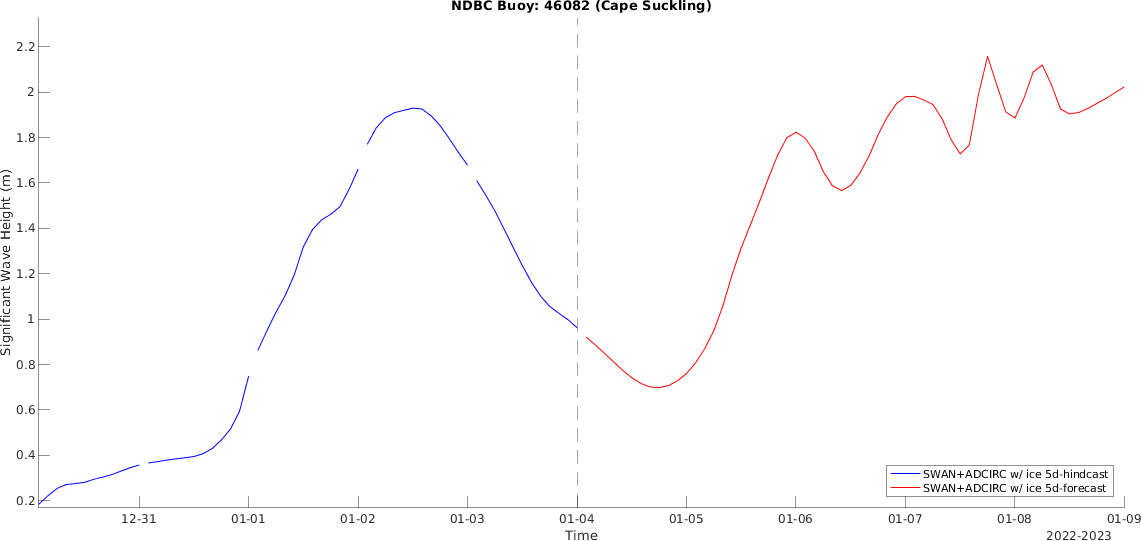 NDBC Buoy: 46082 (Cape Suckling)
2.2
2
1.8
1.6
1.4
1.2
1
0.8
0.6
0.4
0.2
Significant Wave Height (m)
SWAN+ADCIRC w/ ice 5d-hindcast
SWAN+ADCIRC w/ ice 5d-forecast
12-31 01-01 01-02 01-03 01-04 01-05 01-06 01-07 01-08 01-09
Time
2022-2023